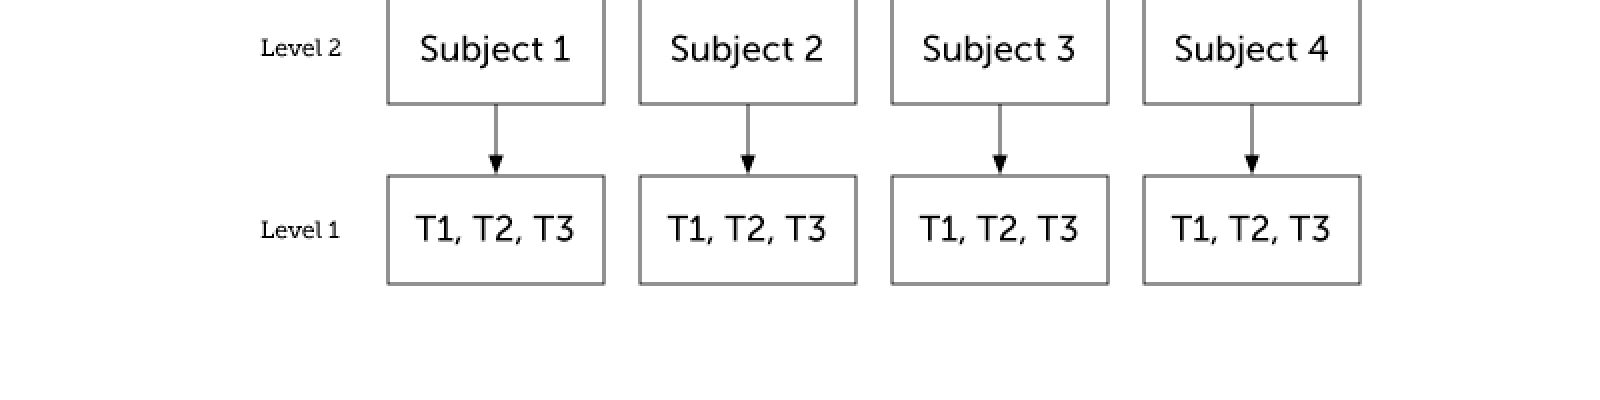 Level 2 Subject 1 Subject 2 Subject 3 Subject 4
Level 1 T1, T2, T3 T1, T2, T3 T1, T2, T3 T1, T2, T3